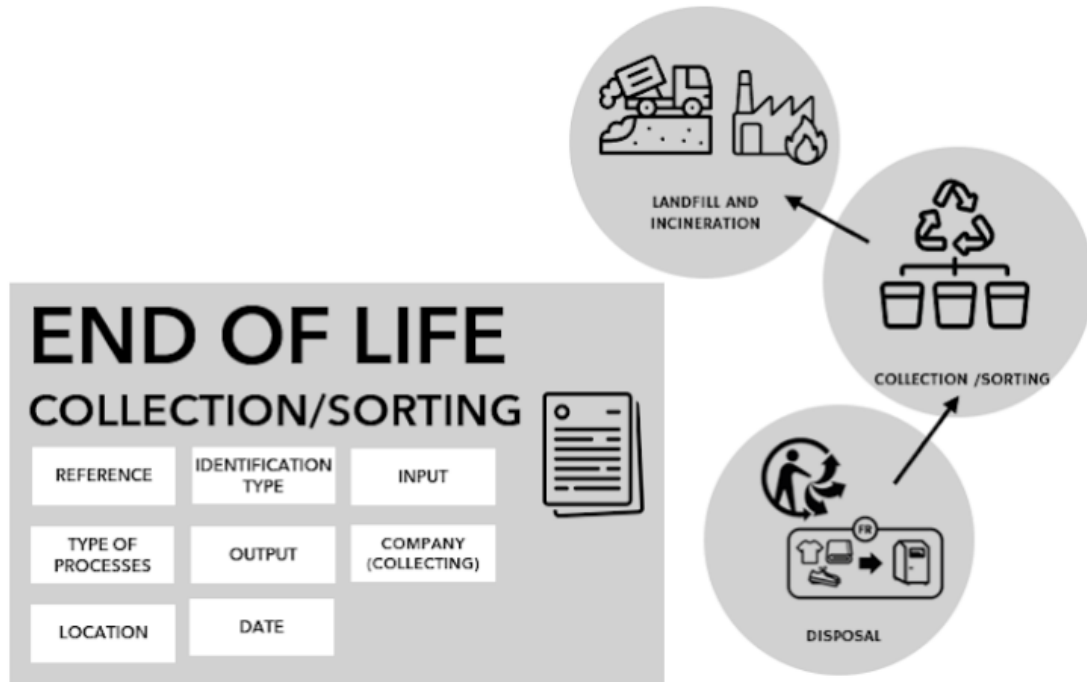 LANDFILL AND
INCINERATION
COLLECTION /SORTING
END OF LIFE
COLLECTION/SORTING
REFERENCE
IDENTIFICATION
TYPE
INPUT
TYPE OF
PROCESSES
OUTPUT
COMPANY
(COLLECTING)
LOCATION
DATE
FR
DISPOSAL